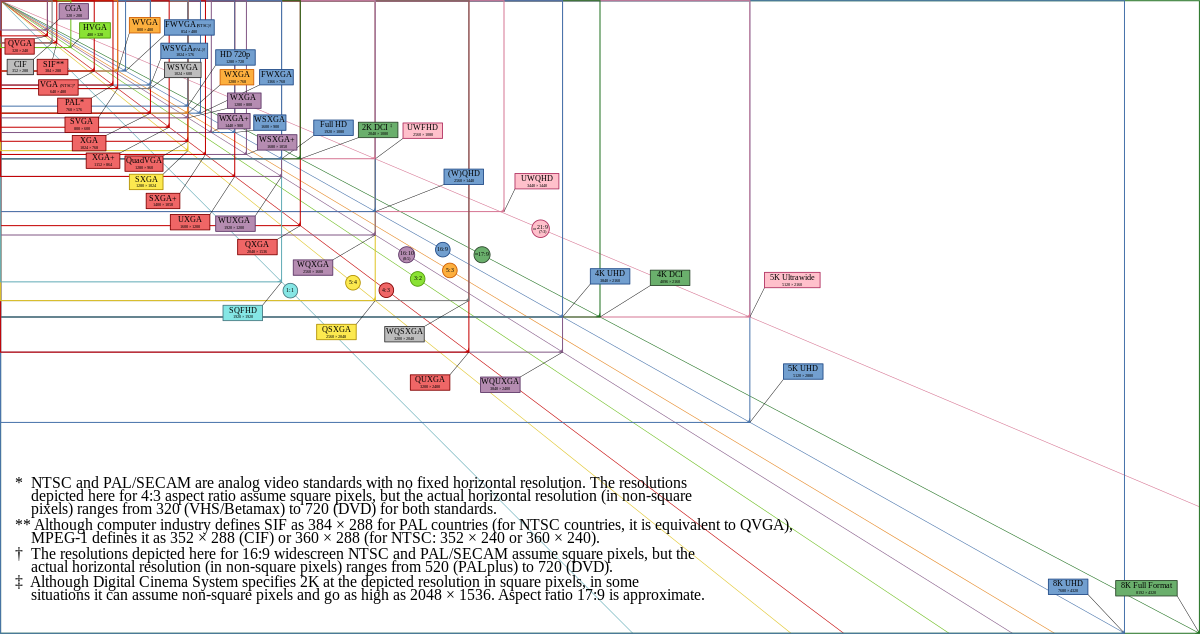 CGA
320 × 200
HVGA
480 × 320
QVGA
320 × 240
CIF
352 × 288
SIF**
384 × 288
WVGA
800 × 480
FWVGA (NTSC)†
854 × 480
WSVGA (PAL)†
1024 × 576
WSVGA
1024 × 600
VGA (NTSC)*
640 × 480
PAL*
768 × 576
SVGA
800 × 600
XGA
1024 × 768
XGA+
1152 × 864
HD 720p
1280 × 720
WXGA
1280 × 768
FWXGA
1366 × 768
WXGA
1280 × 800
WXGA+
1440 × 900
WSXGA
1600 × 900
WSXGA+
1680 × 1050
Full HD
1920 × 1080
2K DCI‡
2048 × 1080
UWFHD
2560 × 1080
QuadVGA
1280 × 960
SXGA
1280 × 1024
SXGA+
1400 × 1050
UXGA
1600 × 1200
WUXGA
1920 × 1200
(W)QHD
2560 × 1440
UWQHD
3440 × 1440
QXGA
2048 × 1536
WQXGA
2560 × 1600
16:10
(8:5)
16:9
≈17:9
≈21:9
(7:3)
5:3
3:2
4:3
5:4
1:1
SQFHD
1920 × 1920
QSXGA
2560 × 2048
WQSXGA
3200 × 2048
4K UHD
3840 × 2160
4K DCI
4096 × 2160
5K Ultrawide
5120 × 2160
QUXGA
3200 × 2400
WQUXGA
3840 × 2400
5K UHD
5120 × 2880
8K UHD
7680 × 4320
8K Full Format
8192 × 4320
* NTSC and PAL/SECAM are analog video standards with no fixed horizontal resolution. The resolutions
depicted here for 4:3 aspect ratio assume square pixels, but the actual horizontal resolution (in non-square
pixels) ranges from 320 (VHS/Betamax) to 720 (DVD) for both standards.
** Although computer industry defines SIF as 384 × 288 for PAL countries (for NTSC countries, it is equivalent to QVGA),
MPEG-1 defines it as 352 × 288 (CIF) or 360 × 288 (for NTSC: 352 × 240 or 360 × 240).
† The resolutions depicted here for 16:9 widescreen NTSC and PAL/SECAM assume square pixels, but the
actual horizontal resolution (in non-square pixels) ranges from 520 (PALplus) to 720 (DVD).
‡ Although Digital Cinema System specifies 2K at the depicted resolution in square pixels, in some
situations it can assume non-square pixels and go as high as 2048 × 1536. Aspect ratio 17:9 is approximate.